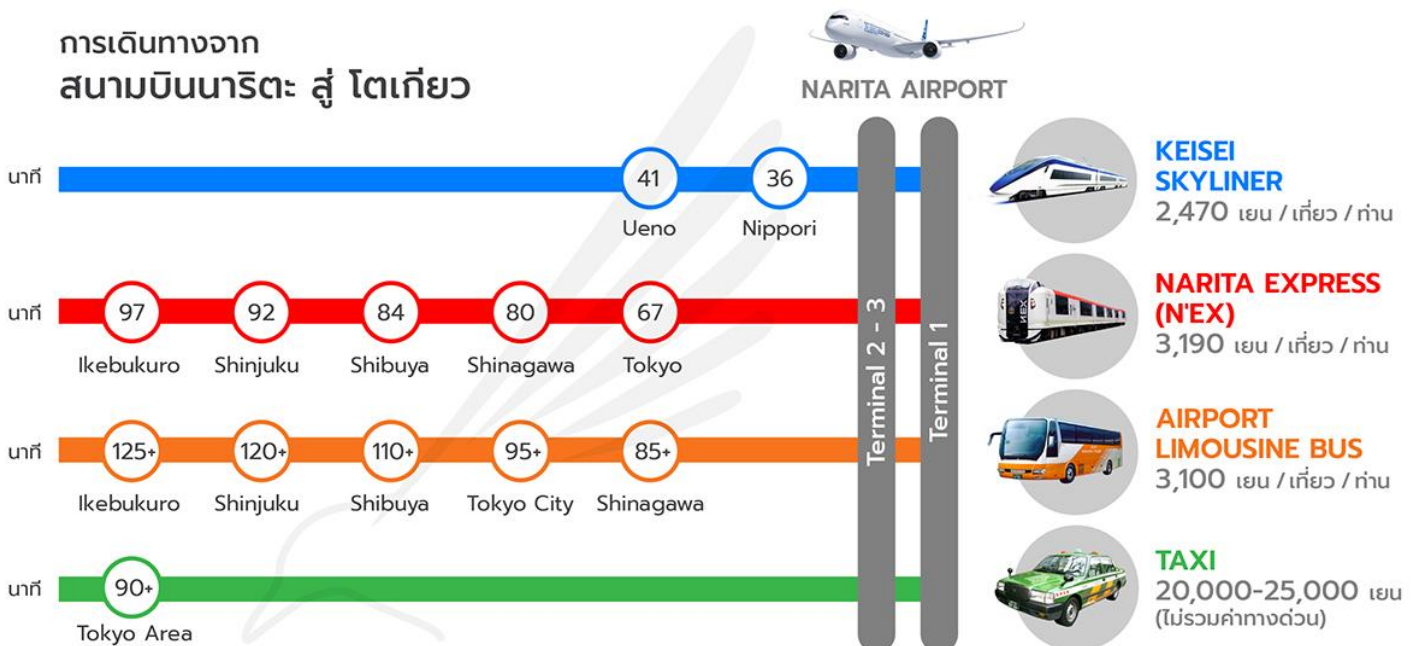 การเดินทางจาก
สนามบินนาริตะ สู่ โตเกียว
NARITA AIRPORT
นาที
41
36
Ueno
Nippori
KEISEI
SKYLINER
2,470 เยน / เที่ยว / ท่าน
นาที
97
92
84
80
67
Ikebukuro
Shinjuku
Shibuya
Shinagawa
Tokyo
NARITA EXPRESS
(N'EX)
3,190 เยน / เที่ยว / ท่าน
นาที
125+
120+
110+
95+
85+
Ikebukuro
Shinjuku
Shibuya
Tokyo City
Shinagawa
AIRPORT
LIMOUSINE BUS
3,100 เยน / เที่ยว / ท่าน
นาที
90+
Tokyo Area
TAXI
20,000-25,000 เยน
(ไม่รวมค่าทางด่วน)
Terminal 2 - 3
Terminal 1
NEX